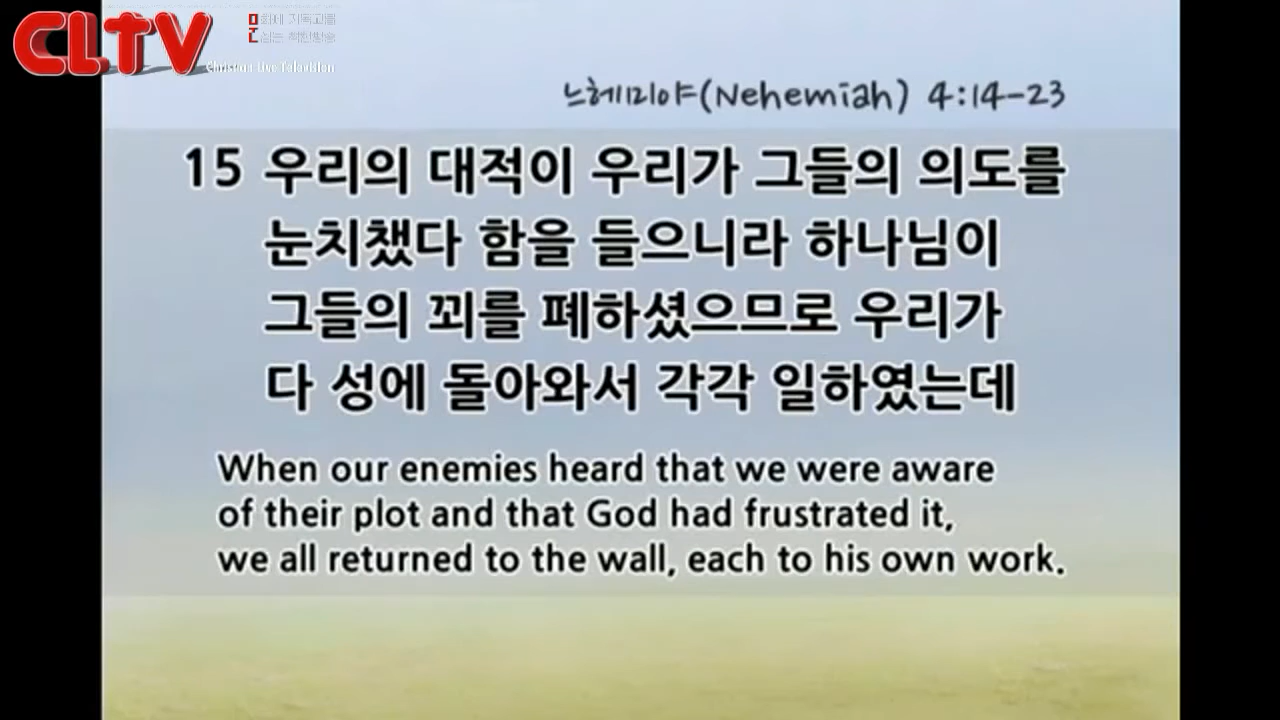 CLTV
Christian Live Television
느헤미야(Nehemiah) 4:14-23
15 우리의 대적이 우리가 그들의 의도를
눈치챘다 함을 들으니라 하나님이
그들의 꾀를 폐하셨으므로 우리가
다 성에 돌아와서 각각 일하였는데
When our enemies heard that we were aware
of their plot and that God had frustrated it,
we all returned to the wall, each to his own work.